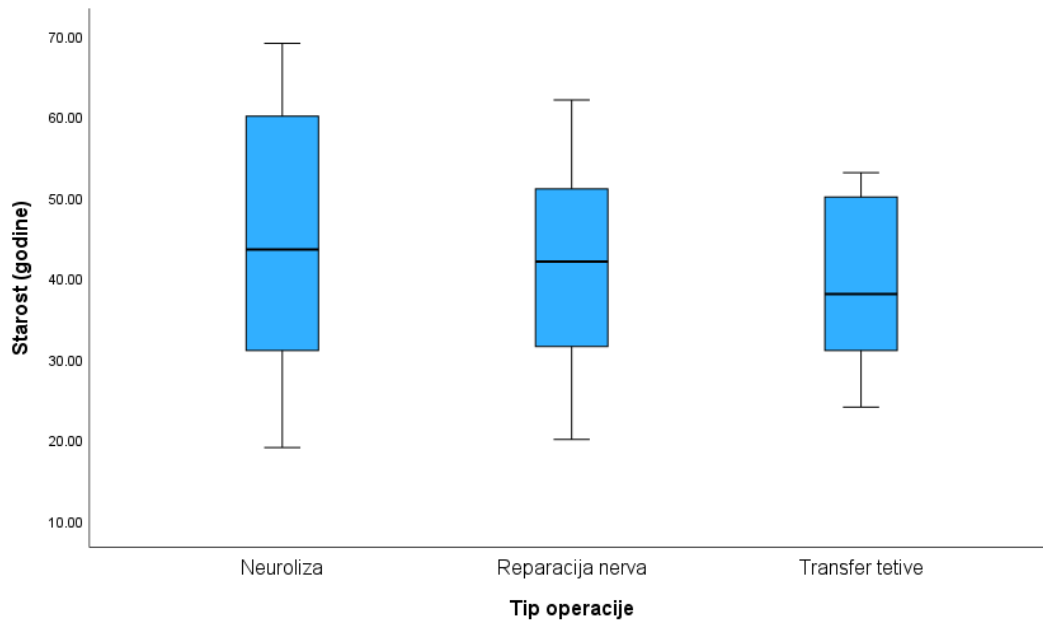 70.00
60.00
50.00
40.00
30.00
20.00
10.00
Starost (godine)
Neuroliza
Reparacija nerva
Transfer tetive
Tip operacije